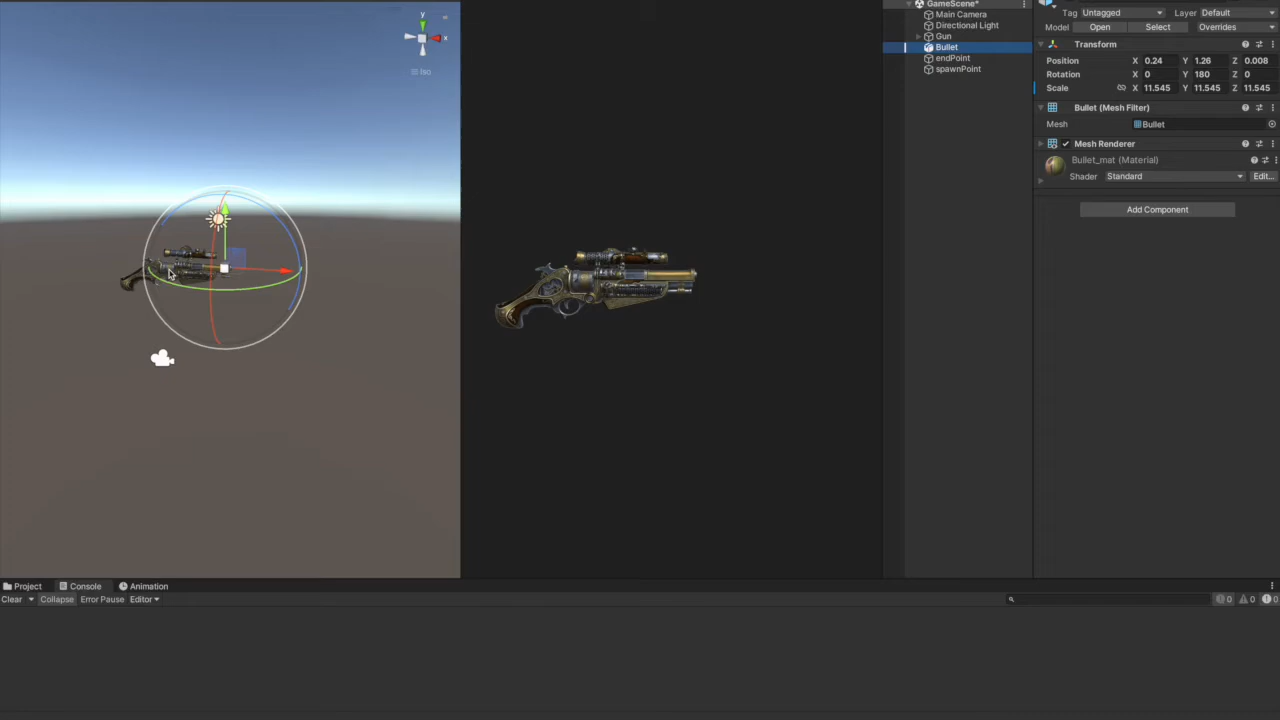 y
x
Iso
GameScene*
Main Camera
Directional Light
Gun
Bullet
endPoint
spawnPoint
Tag Untagged Layer Default
Model Open Select Overrides
Transform
Position X 0.24 Y 1.26 Z 0.008
Rotation X 0 Y 180 Z 0
Scale X 11.545 Y 11.545 Z 11.545
Bullet (Mesh Filter)
Mesh Bullet
Mesh Renderer
Bullet_mat (Material)
Shader Standard Edit...
Add Component
Project Console Animation
Clear Collapse Error Pause Editor 0 0 0